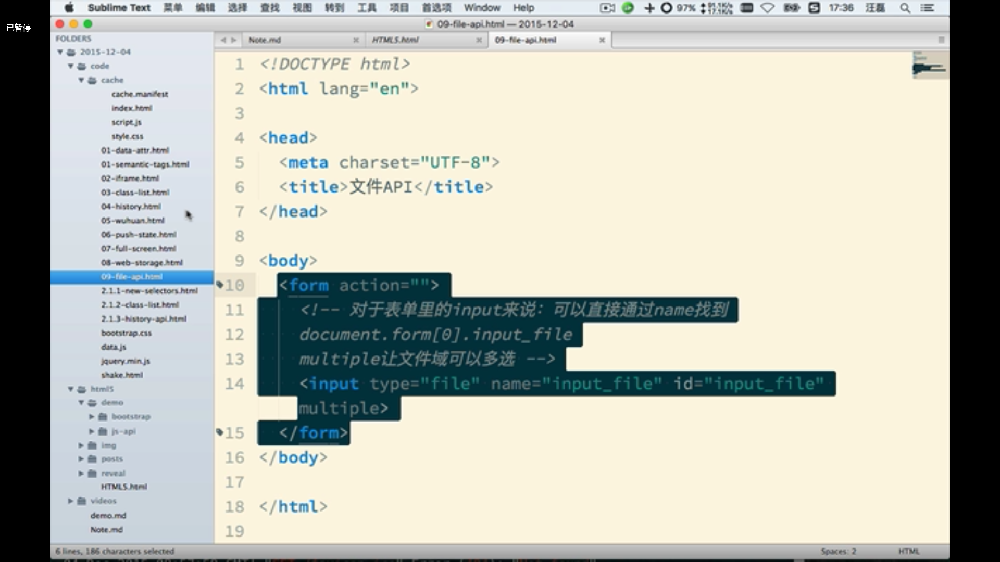 Sublime Text 菜单 编辑 选择 查找 视图 转到 工具 项目 首选项 Window Help 97% 17:36 汪磊
已暂停
09-file-api.html — 2015-12-04
FOLDERS
Note.md HTML5.html 09-file-api.html
2015-12-04
code
cache
cache.manifest
index.html
script.js
style.css
01-data-attr.html
01-semantic-tags.html
02-iframe.html
03-class-list.html
04-history.html
05-wuhuan.html
06-push-state.html
07-full-screen.html
08-web-storage.html
09-file-api.html
2.1.1-new-selectors.html
2.1.2-class-list.html
2.1.3-history-api.html
bootstrap.css
data.js
jquery.min.js
shake.html
html5
demo
bootstrap
js-api
img
posts
reveal
HTML5.html
videos
demo.md
Note.md
1 <!DOCTYPE html>
2 <html lang="en">
3
4 <head>
5 <meta charset="UTF-8">
6 <title>文件API</title>
7 </head>
8
9 <body>
10 <form action="">
11 <!-- 对于表单里的input来说：可以直接通过name找到
12 document.form[0].input_file
13 multiple让文件域可以多选 -->
14 <input type="file" name="input_file" id="input_file"
multiple>
15 </form>
16 </body>
17
18 </html>
19
6 lines, 186 characters selected
Spaces: 2 HTML